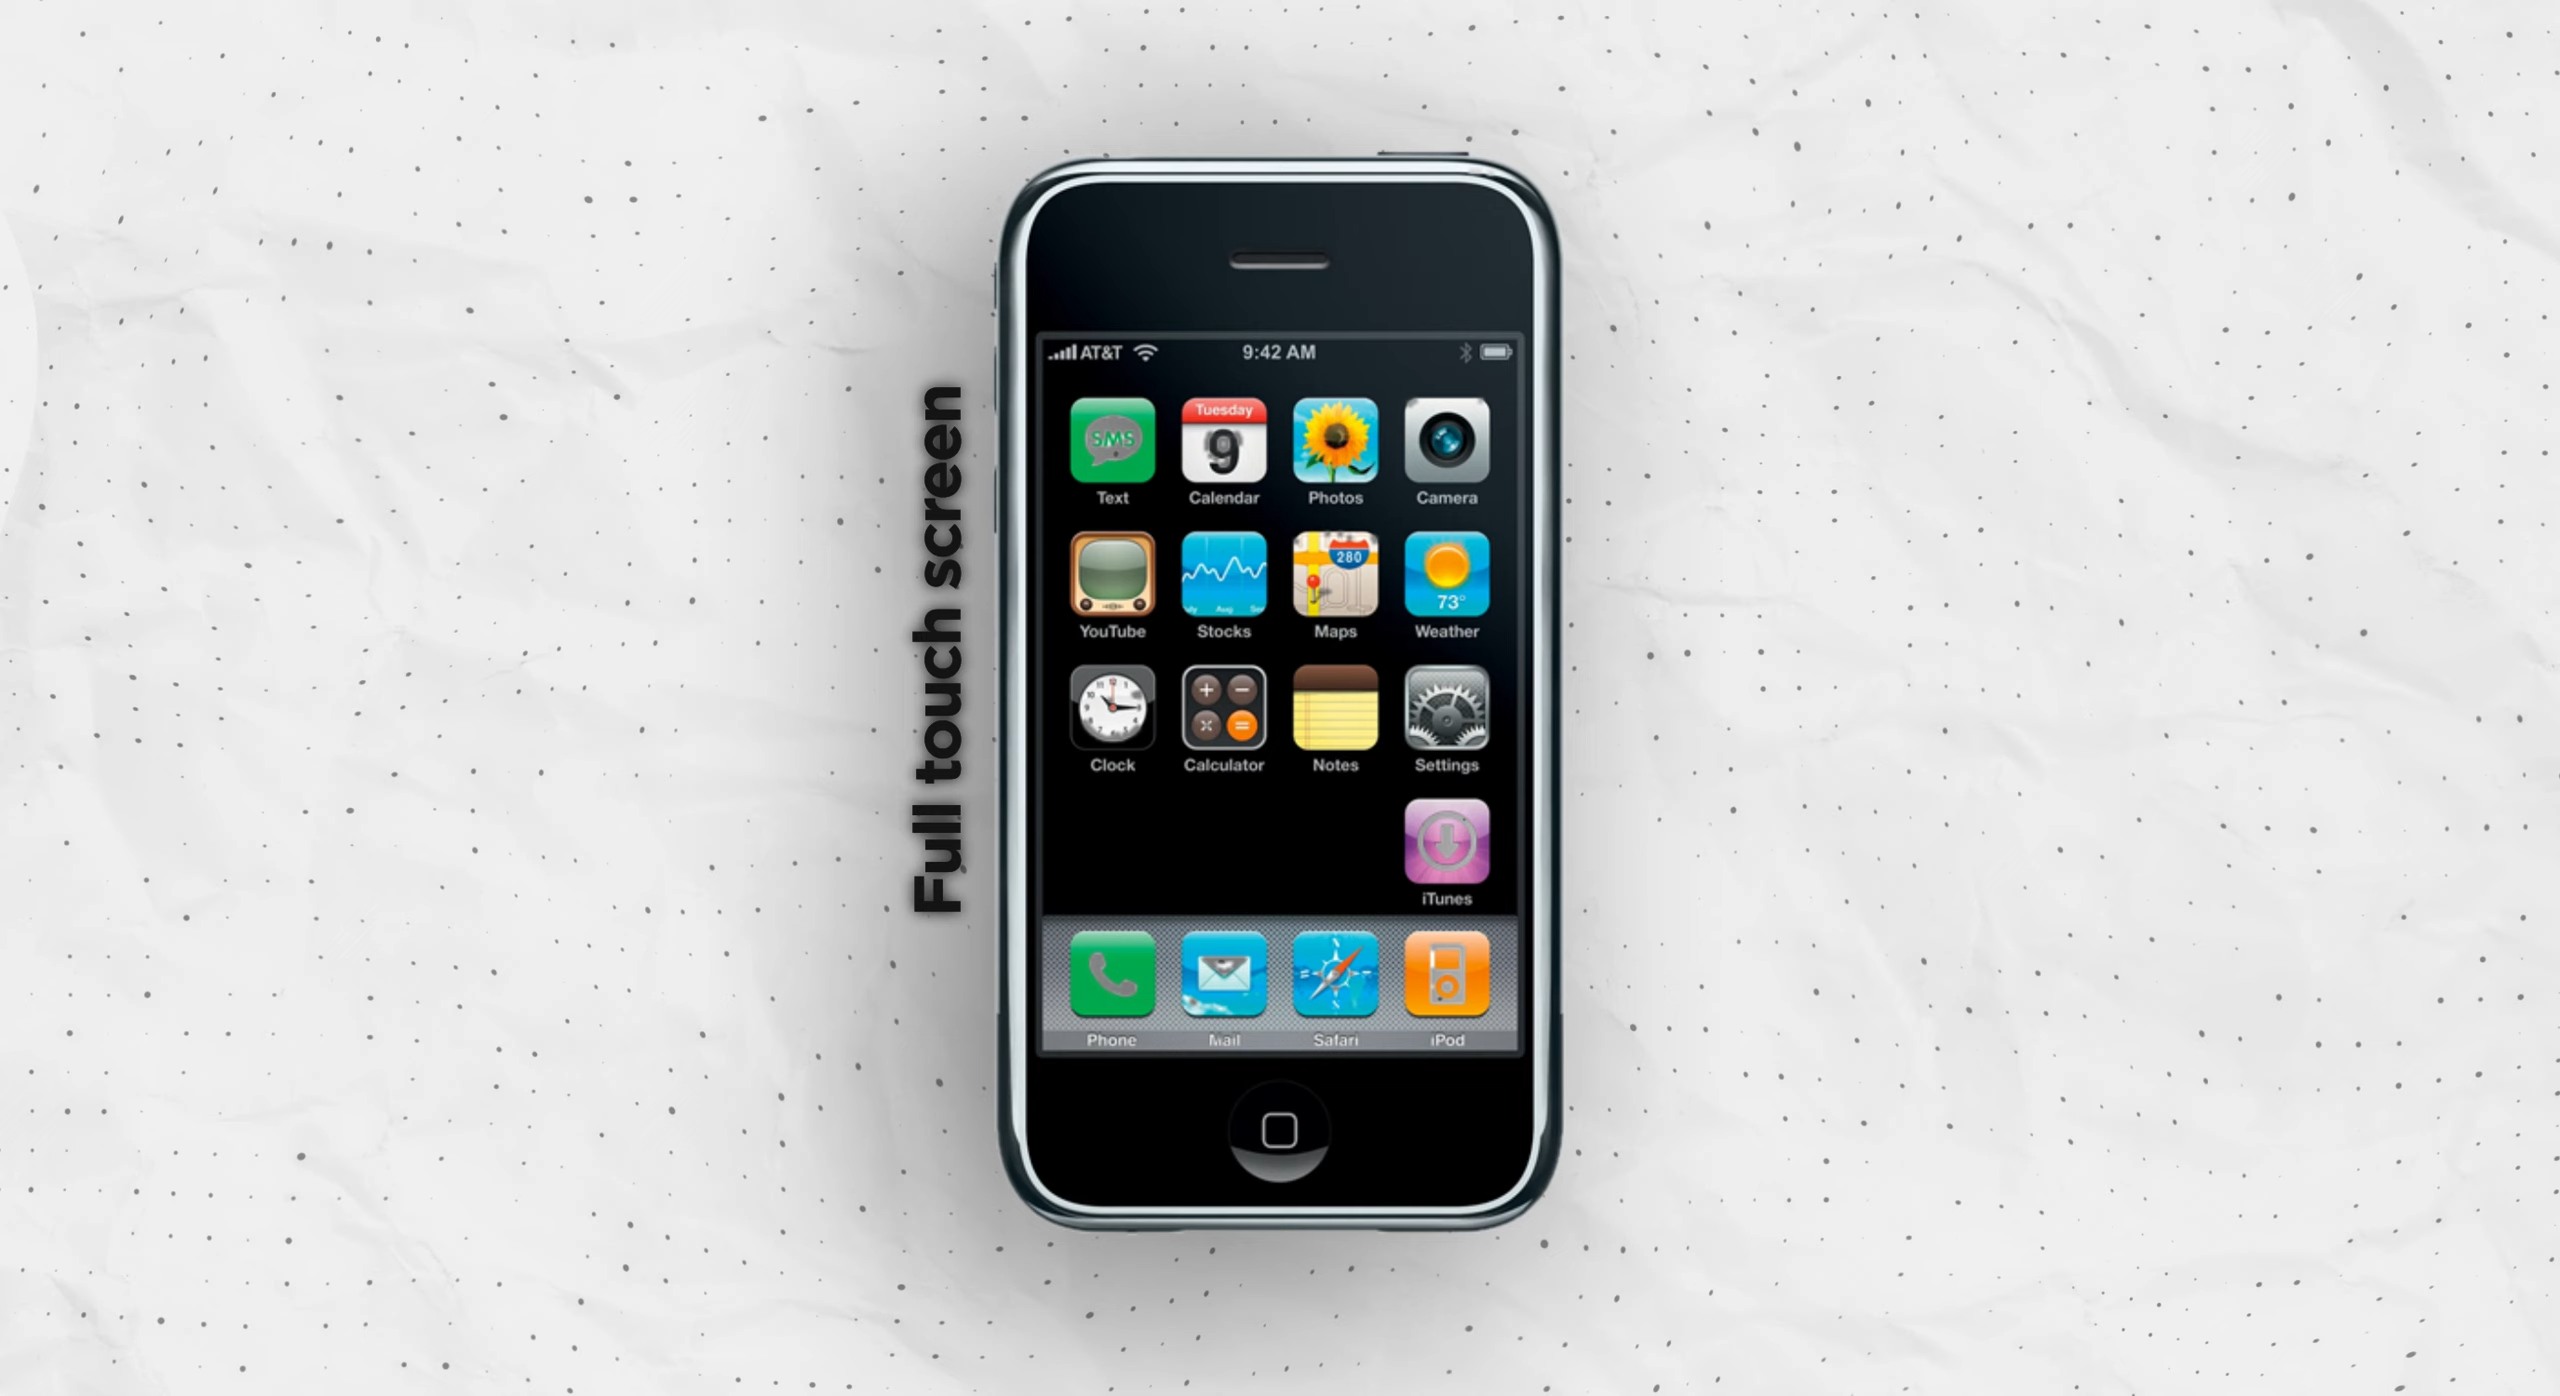 Full touch screen
AT&T 9:42 AM
Tuesday
SMS 9
Text Calendar Photos Camera
280
73°
Aug
YouTube Stocks Maps Weather
Clock Calculator Notes Settings
iTunes
Phone Mail Safari iPod